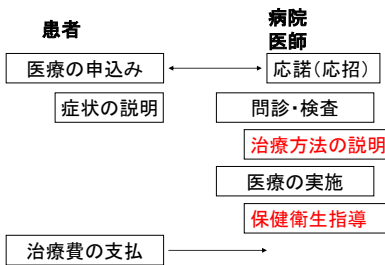 患者
病院
医師
医療の申込み
応諾(応招)
症状の説明
問診・検査
治療方法の説明
医療の実施
保健衛生指導
治療費の支払